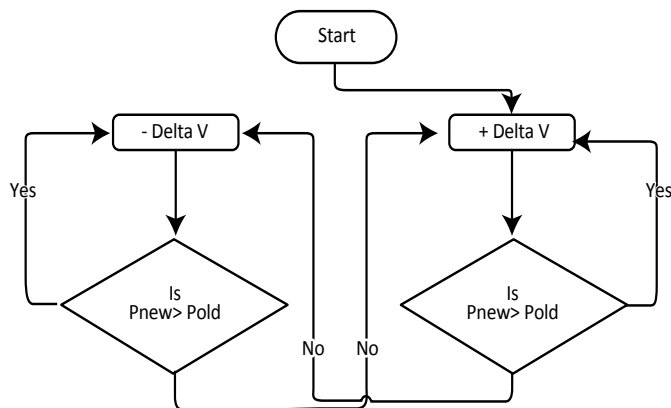 Start
- Delta V
+ Delta V
Yes
Yes
Is
Pnew> Pold
Is
Pnew> Pold
No
No